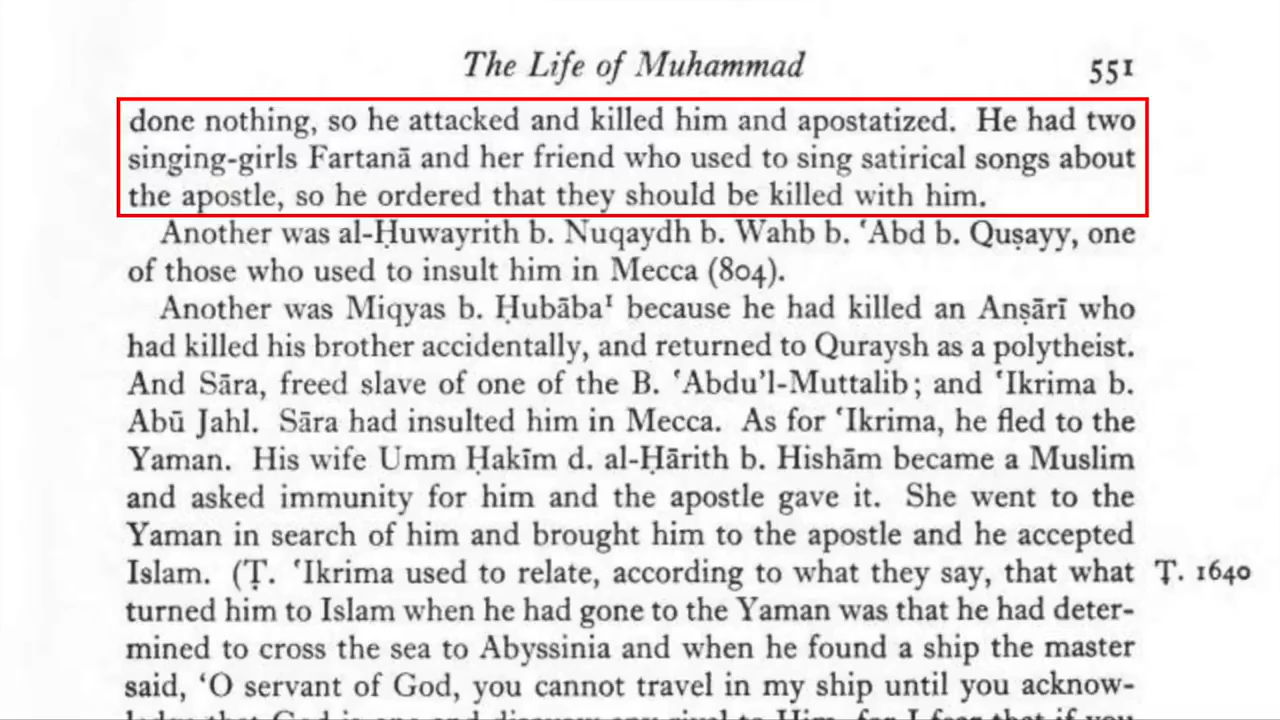 The Life of Muhammad 551
done nothing, so he attacked and killed him and apostatized. He had two
singing-girls Fartanā and her friend who used to sing satirical songs about
the apostle, so he ordered that they should be killed with him.
Another was al-Ḥuwayrith b. Nuqaydh b. Wahb b. ʿAbd b. Quṣayy, one
of those who used to insult him in Mecca (804).
Another was Miqyas b. Ḥubāba¹ because he had killed an Anṣārī who
had killed his brother accidentally, and returned to Quraysh as a polytheist.
And Sāra, freed slave of one of the B. ʿAbdu'l-Muttalib; and ʿIkrima b.
Abū Jahl. Sāra had insulted him in Mecca. As for ʿIkrima, he fled to the
Yaman. His wife Umm Ḥakīm d. al-Ḥārith b. Hishām became a Muslim
and asked immunity for him and the apostle gave it. She went to the
Yaman in search of him and brought him to the apostle and he accepted
Islam. (Ṭ. ʿIkrima used to relate, according to what they say, that what Ṭ. 1640
turned him to Islam when he had gone to the Yaman was that he had deter-
mined to cross the sea to Abyssinia and when he found a ship the master
said, 'O servant of God, you cannot travel in my ship until you acknow-